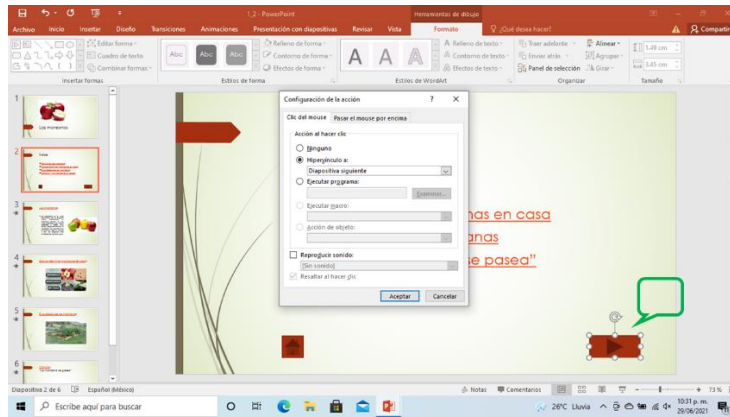 1_2 - PowerPoint
Herramientas de dibujo
Archivo Inicio Insertar Diseño Transiciones Animaciones Presentación con diapositivas Revisar Vista Formato ¿Qué desea hacer? Compartir
Editar forma
Cuadro de texto
Combinar formas
Insertar formas
Abc Abc Abc
Relleno de forma
Contorno de forma
Efectos de forma
Estilos de forma
A A A
Relleno de texto
Contorno de texto
Efectos de texto
Estilos de WordArt
Traer adelante
Enviar atrás
Panel de selección
Alinear
Agrupar
Girar
Organizar
1.48 cm
3.45 cm
Tamaño
1
Las manzanas
2
3
4
5
6
Configuración de la acción ? X
Clic del mouse Pasar el mouse por encima
Acción al hacer clic
Ninguno
Hipervínculo a:
Diapositiva siguiente
Ejecutar programa:
Examinar...
Ejecutar macro:
Acción de objeto:
Reproducir sonido:
[Sin sonido]
Resaltar al hacer clic
Aceptar Cancelar
nas en casa
anas
se pasea”
Diapositiva 2 de 6 Español (México) Notas Comentarios 73 %
Escribe aquí para buscar
26°C Lluvia
10:31 p. m.
29/06/2021